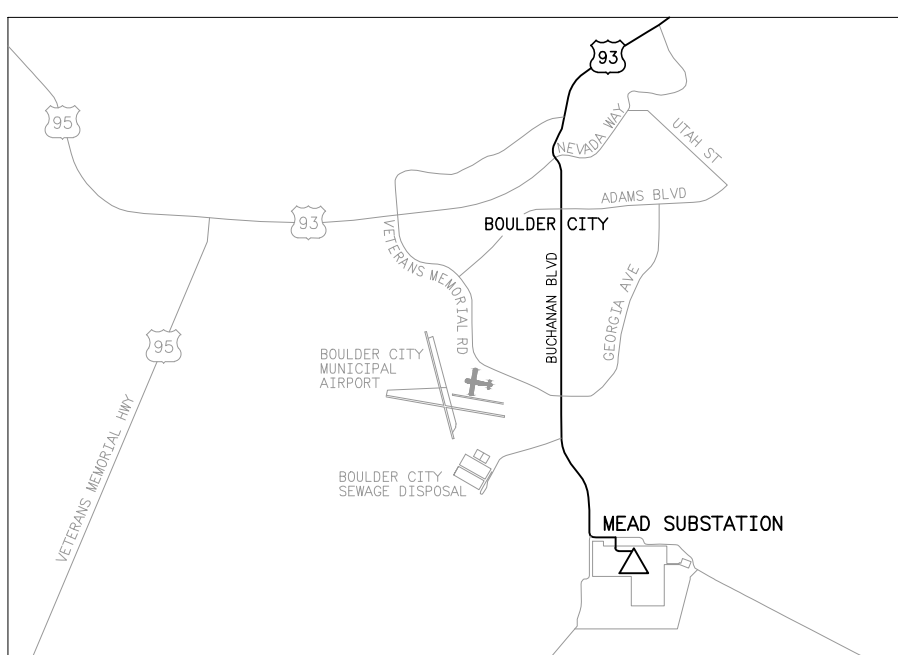 93
95
NEVADA WAY
UTAH ST
ADAMS BLVD
93
BOULDER CITY
VETERANS MEMORIAL RD
BUCHANAN BLVD
GEORGIA AVE
95
BOULDER CITY
MUNICIPAL
AIRPORT
VETERANS MEMORIAL HWY
BOULDER CITY
SEWAGE DISPOSAL
MEAD SUBSTATION